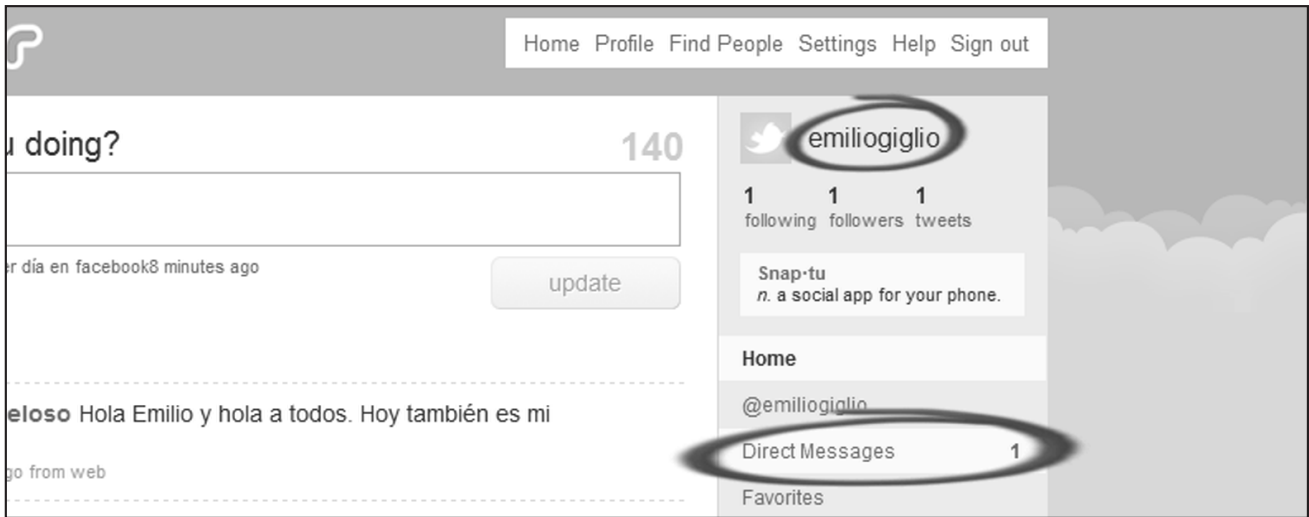 Home Profile Find People Settings Help Sign out
doing?
140
emiliogiglio
1 1 1
following followers tweets
día en facebook8 minutes ago
update
Snap·tu
n. a social app for your phone.
Home
eloso Hola Emilio y hola a todos. Hoy también es mi
@emiliogiglio
from web
Direct Messages 1
Favorites